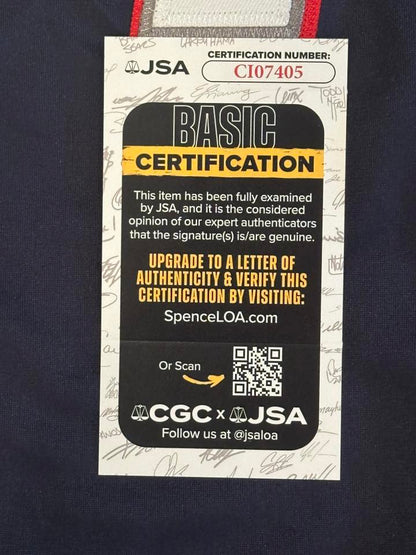 JSA
CERTIFICATION NUMBER:
CI07405
BASIC
CERTIFICATION
This item has been fully examined
by JSA, and it is the considered
opinion of our expert authenticators
that the signature(s) is/are genuine.
UPGRADE TO A LETTER OF
AUTHENTICITY & VERIFY THIS
CERTIFICATION BY VISITING:
SpenceLOA.com
Or Scan
CGC x JSA
Follow us at @jsaloa